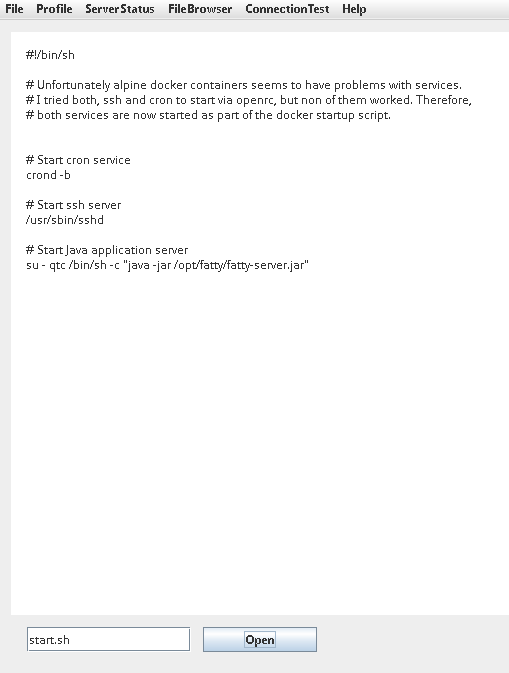 File Profile ServerStatus FileBrowser ConnectionTest Help
#!/bin/sh
# Unfortunately alpine docker containers seems to have problems with services.
# I tried both, ssh and cron to start via openrc, but non of them worked. Therefore,
# both services are now started as part of the docker startup script.
# Start cron service
crond -b
# Start ssh server
/usr/sbin/sshd
# Start Java application server
su - qtc /bin/sh -c "java -jar /opt/fatty/fatty-server.jar"
start.sh Open